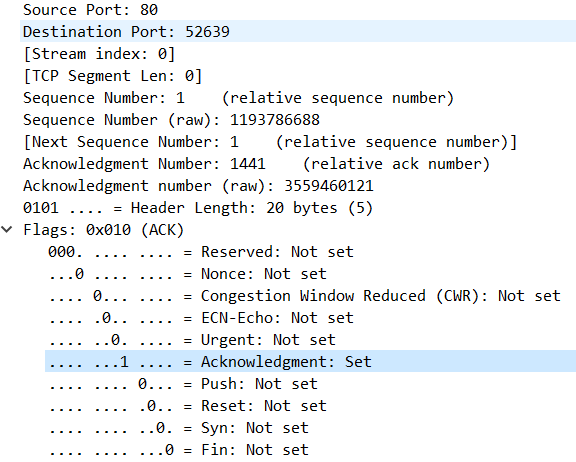 Source Port: 80
Destination Port: 52639
[Stream index: 0]
[TCP Segment Len: 0]
Sequence Number: 1    (relative sequence number)
Sequence Number (raw): 1193786688
[Next Sequence Number: 1    (relative sequence number)]
Acknowledgment Number: 1441    (relative ack number)
Acknowledgment number (raw): 3559460121
0101 .... = Header Length: 20 bytes (5)
Flags: 0x010 (ACK)
000. .... .... = Reserved: Not set
...0 .... .... = Nonce: Not set
.... 0... .... = Congestion Window Reduced (CWR): Not set
.... .0.. .... = ECN-Echo: Not set
.... ..0. .... = Urgent: Not set
.... ...1 .... = Acknowledgment: Set
.... .... 0... = Push: Not set
.... .... .0.. = Reset: Not set
.... .... ..0. = Syn: Not set
.... .... ...0 = Fin: Not set